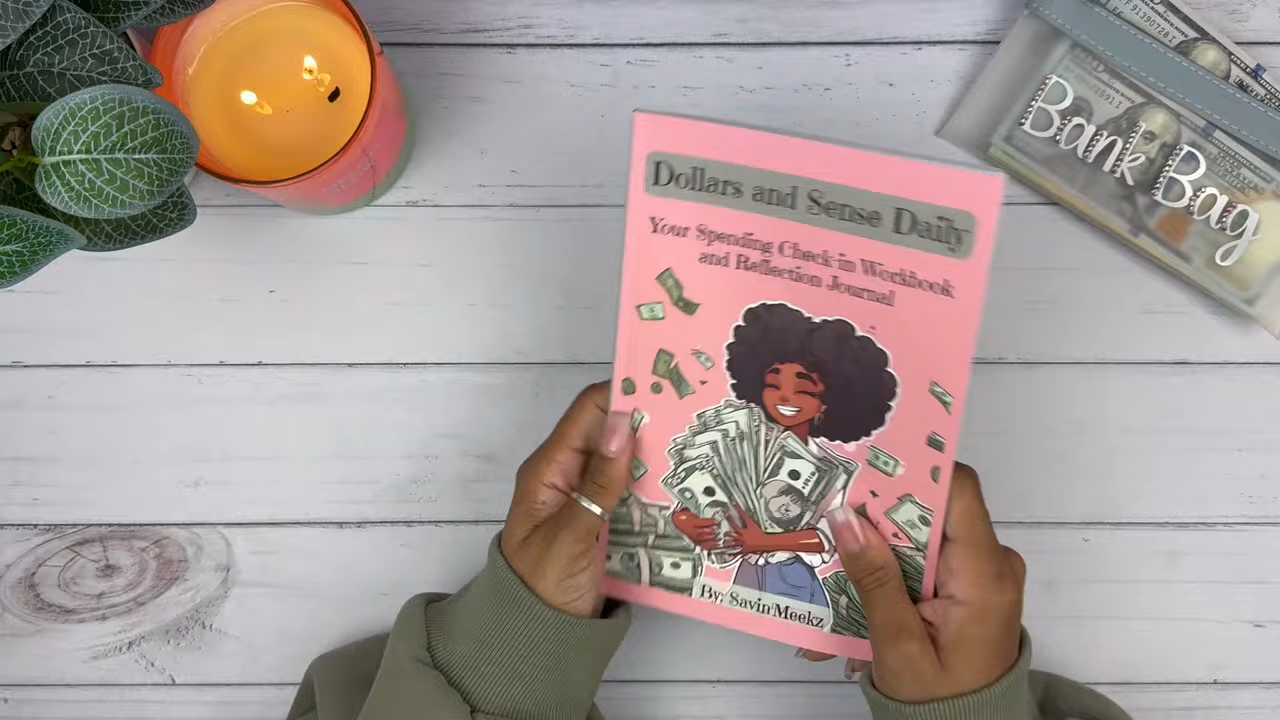 Dollars and Sense Daily
Your Spending Check-in Workbook
and Reflection Journal
By: Savin'Meekz
Bank Bag